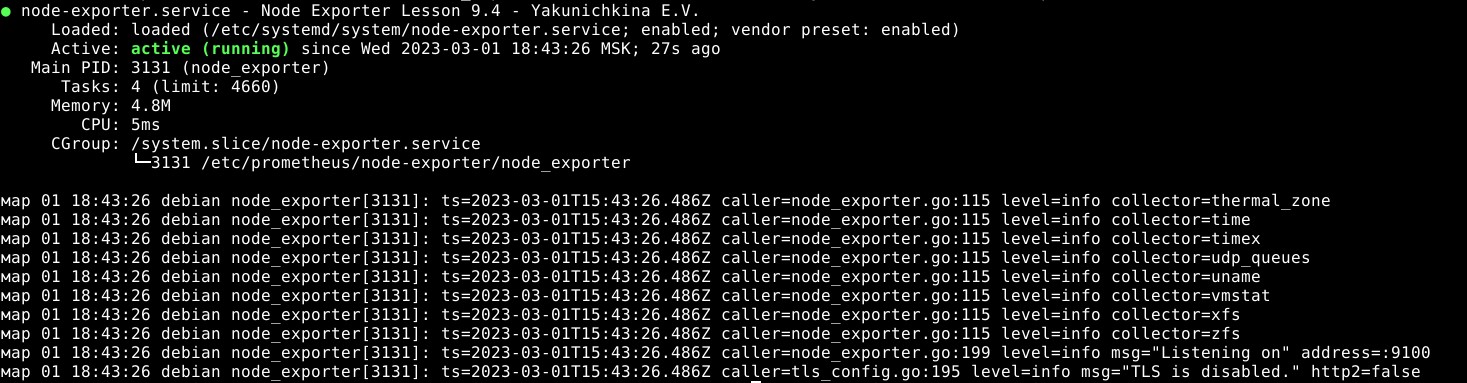 ● node-exporter.service - Node Exporter Lesson 9.4 - Yakunichkina E.V.
Loaded: loaded (/etc/systemd/system/node-exporter.service; enabled; vendor preset: enabled)
Active: active (running) since Wed 2023-03-01 18:43:26 MSK; 27s ago
Main PID: 3131 (node_exporter)
Tasks: 4 (limit: 4660)
Memory: 4.8M
CPU: 5ms
CGroup: /system.slice/node-exporter.service
└─3131 /etc/prometheus/node-exporter/node_exporter
мар 01 18:43:26 debian node_exporter[3131]: ts=2023-03-01T15:43:26.486Z caller=node_exporter.go:115 level=info collector=thermal_zone
мар 01 18:43:26 debian node_exporter[3131]: ts=2023-03-01T15:43:26.486Z caller=node_exporter.go:115 level=info collector=time
мар 01 18:43:26 debian node_exporter[3131]: ts=2023-03-01T15:43:26.486Z caller=node_exporter.go:115 level=info collector=timex
мар 01 18:43:26 debian node_exporter[3131]: ts=2023-03-01T15:43:26.486Z caller=node_exporter.go:115 level=info collector=udp_queues
мар 01 18:43:26 debian node_exporter[3131]: ts=2023-03-01T15:43:26.486Z caller=node_exporter.go:115 level=info collector=uname
мар 01 18:43:26 debian node_exporter[3131]: ts=2023-03-01T15:43:26.486Z caller=node_exporter.go:115 level=info collector=vmstat
мар 01 18:43:26 debian node_exporter[3131]: ts=2023-03-01T15:43:26.486Z caller=node_exporter.go:115 level=info collector=xfs
мар 01 18:43:26 debian node_exporter[3131]: ts=2023-03-01T15:43:26.486Z caller=node_exporter.go:115 level=info collector=zfs
мар 01 18:43:26 debian node_exporter[3131]: ts=2023-03-01T15:43:26.486Z caller=node_exporter.go:199 level=info msg="Listening on" address=:9100
мар 01 18:43:26 debian node_exporter[3131]: ts=2023-03-01T15:43:26.486Z caller=tls_config.go:195 level=info msg="TLS is disabled." http2=false